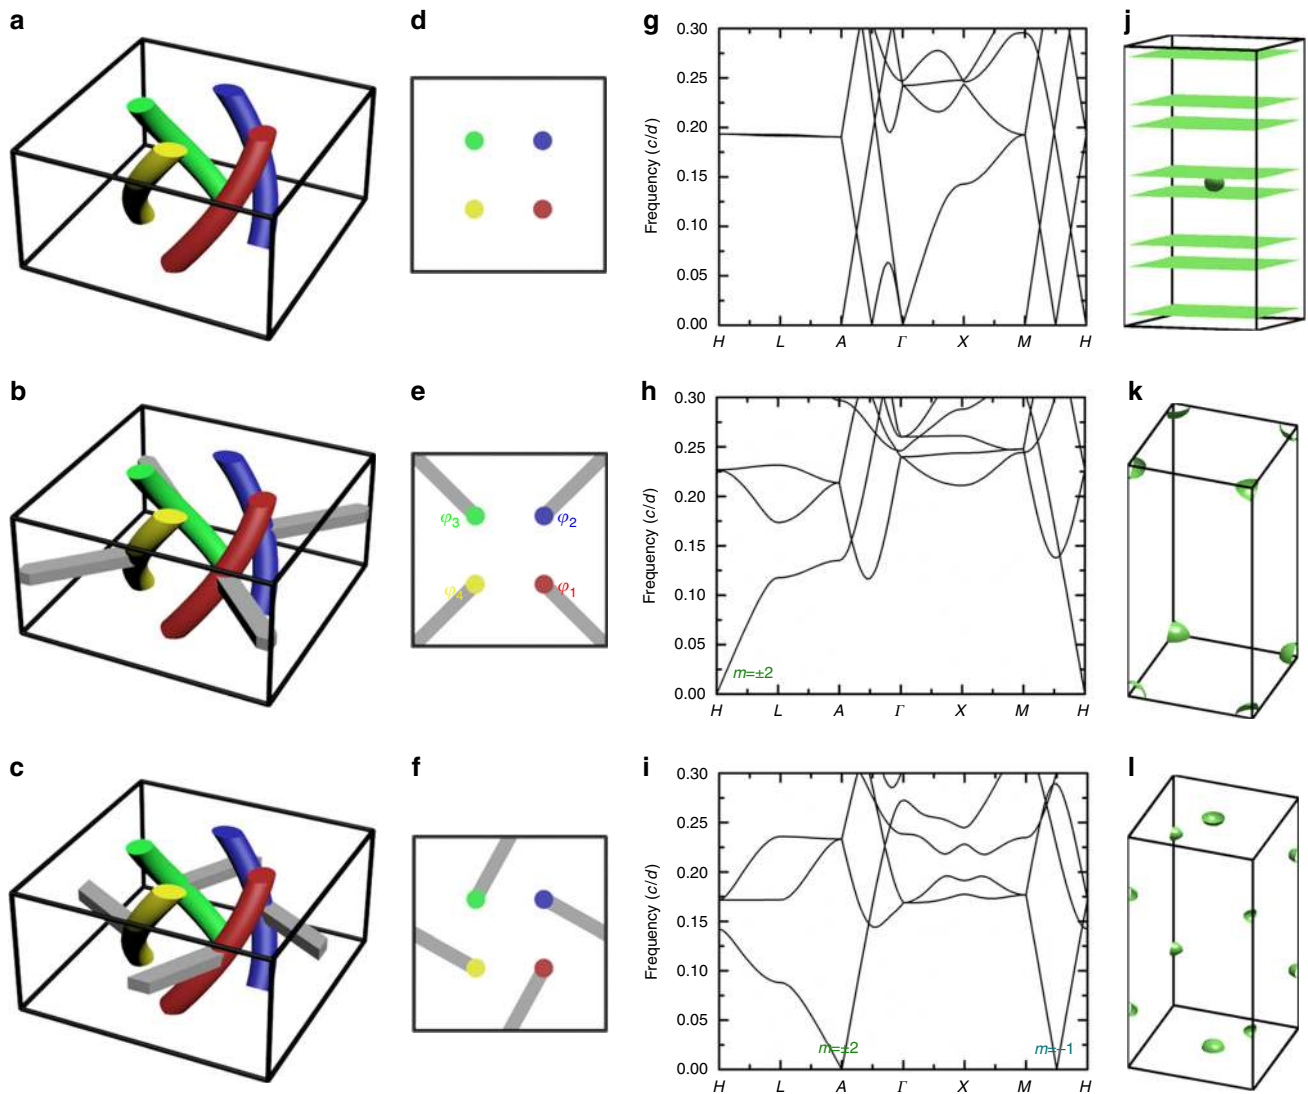 a
d
g
j
Frequency (c/d)
0.30
0.25
0.20
0.15
0.10
0.05
0.00
H L A Γ X M H
b
e
h
k
φ3 φ2
φ4 φ1
Frequency (c/d)
0.30
0.25
0.20
0.15
0.10
0.05
0.00
m=±2
H L A Γ X M H
c
f
i
l
Frequency (c/d)
0.30
0.25
0.20
0.15
0.10
0.05
0.00
m=±2 m=−1
H L A Γ X M H